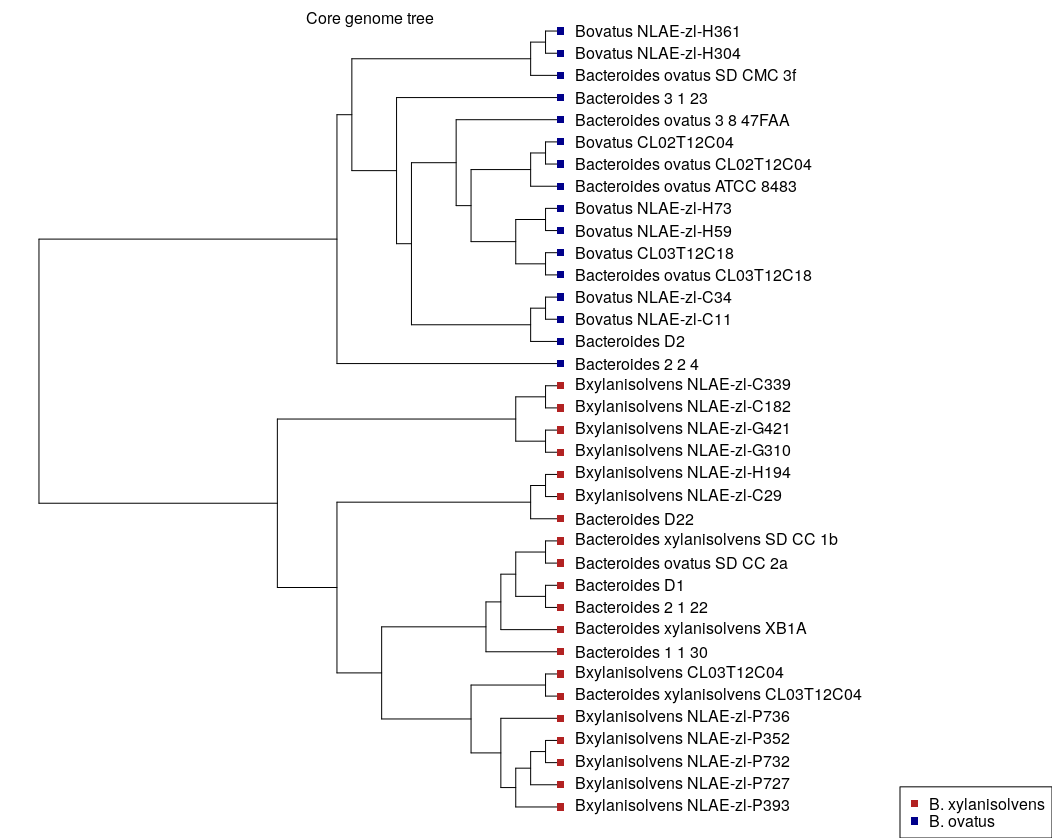 Core genome tree
Bovatus NLAE-zl-H361
Bovatus NLAE-zl-H304
Bacteroides ovatus SD CMC 3f
Bacteroides 3 1 23
Bacteroides ovatus 3 8 47FAA
Bovatus CL02T12C04
Bacteroides ovatus CL02T12C04
Bacteroides ovatus ATCC 8483
Bovatus NLAE-zl-H73
Bovatus NLAE-zl-H59
Bovatus CL03T12C18
Bacteroides ovatus CL03T12C18
Bovatus NLAE-zl-C34
Bovatus NLAE-zl-C11
Bacteroides D2
Bacteroides 2 2 4
Bxylanisolvens NLAE-zl-C339
Bxylanisolvens NLAE-zl-C182
Bxylanisolvens NLAE-zl-G421
Bxylanisolvens NLAE-zl-G310
Bxylanisolvens NLAE-zl-H194
Bxylanisolvens NLAE-zl-C29
Bacteroides D22
Bacteroides xylanisolvens SD CC 1b
Bacteroides ovatus SD CC 2a
Bacteroides D1
Bacteroides 2 1 22
Bacteroides xylanisolvens XB1A
Bacteroides 1 1 30
Bxylanisolvens CL03T12C04
Bacteroides xylanisolvens CL03T12C04
Bxylanisolvens NLAE-zl-P736
Bxylanisolvens NLAE-zl-P352
Bxylanisolvens NLAE-zl-P732
Bxylanisolvens NLAE-zl-P727
Bxylanisolvens NLAE-zl-P393
B. xylanisolvens
B. ovatus